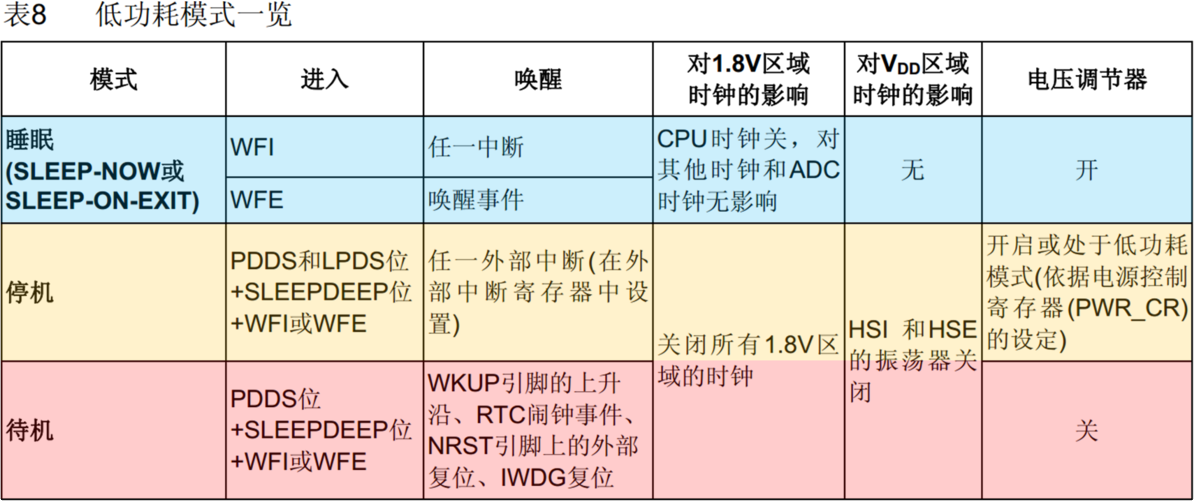 表8 低功耗模式一览
模式 进入 唤醒 对1.8V区域时钟的影响 对VDD区域时钟的影响 电压调节器
睡眠
(SLEEP-NOW或
SLEEP-ON-EXIT)
WFI
任一中断
WFE
唤醒事件
CPU时钟关，对
其他时钟和ADC
时钟无影响
无
开
停机
PDDS和LPDS位
+SLEEPDEEP位
+WFI或WFE
任一外部中断(在外
部中断寄存器中设
置)
关闭所有1.8V区
域的时钟
HSI 和HSE
的振荡器关
闭
开启或处于低功耗
模式(依据电源控制
寄存器(PWR_CR)
的设定)
待机
PDDS位
+SLEEPDEEP位
+WFI或WFE
WKUP引脚的上升
沿、RTC闹钟事件、
NRST引脚上的外部
复位、IWDG复位
关